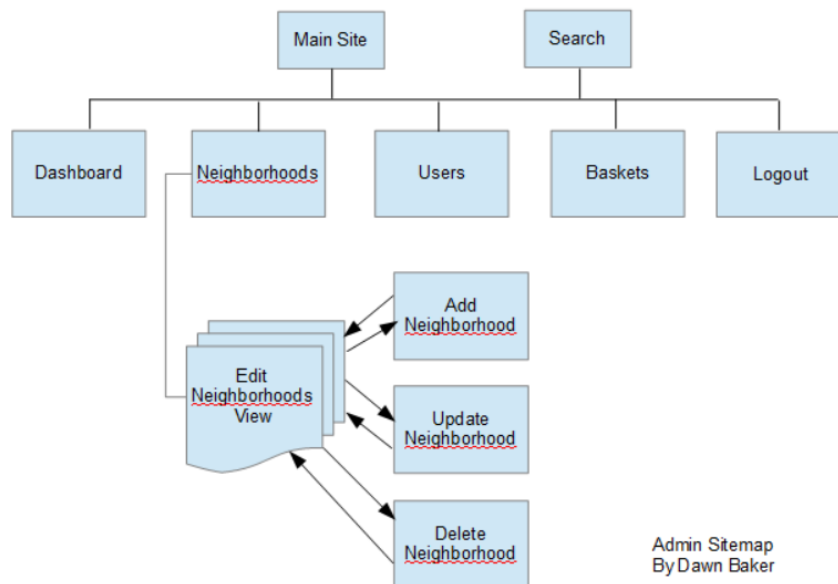 Main Site
Search
Dashboard
Neighborhoods
Users
Baskets
Logout
Add
Neighborhood
Edit
Neighborhoods
View
Update
Neighborhood
Delete
Neighborhood
Admin Sitemap
By Dawn Baker